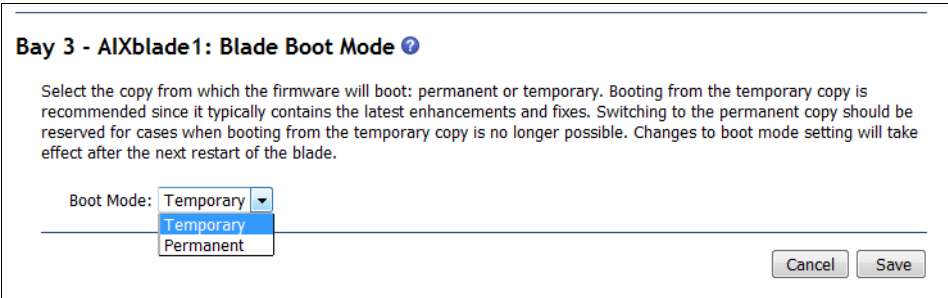 Bay 3 - AIXblade1: Blade Boot Mode ?
Select the copy from which the firmware will boot: permanent or temporary. Booting from the temporary copy is
recommended since it typically contains the latest enhancements and fixes. Switching to the permanent copy should be
reserved for cases when booting from the temporary copy is no longer possible. Changes to boot mode setting will take
effect after the next restart of the blade.
Boot Mode: Temporary
Temporary
Permanent
Cancel Save